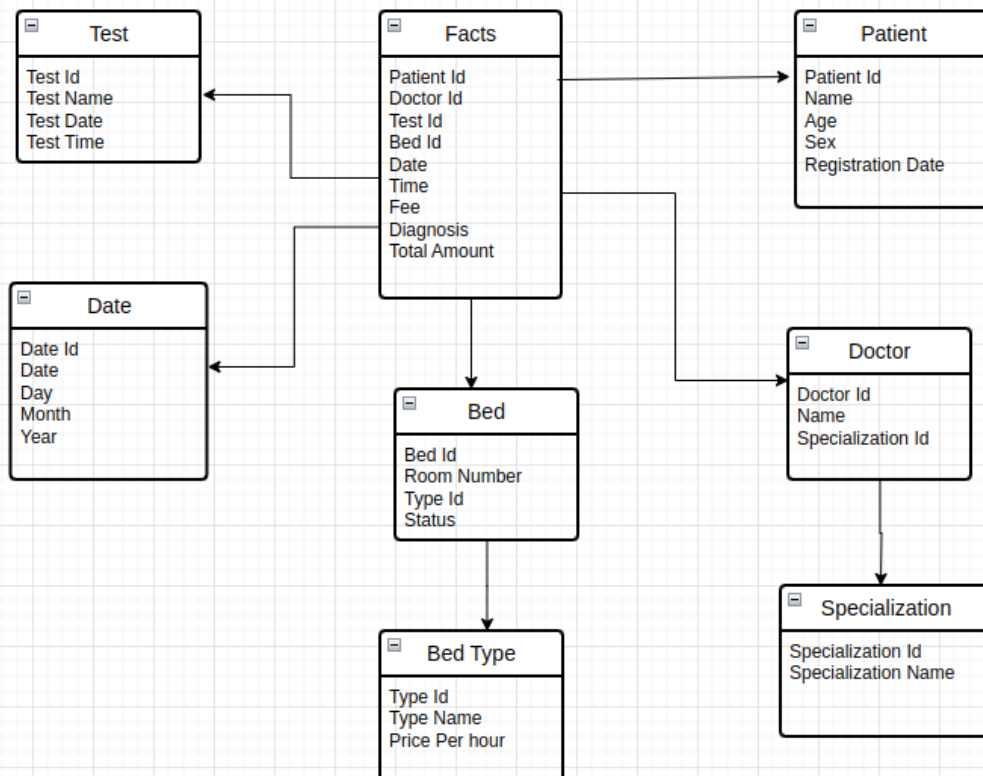 Test
Test Id
Test Name
Test Date
Test Time
Facts
Patient Id
Doctor Id
Test Id
Bed Id
Date
Time
Fee
Diagnosis
Total Amount
Patient
Patient Id
Name
Age
Sex
Registration Date
Date
Date Id
Date
Day
Month
Year
Bed
Bed Id
Room Number
Type Id
Status
Doctor
Doctor Id
Name
Specialization Id
Bed Type
Type Id
Type Name
Price Per hour
Specialization
Specialization Id
Specialization Name